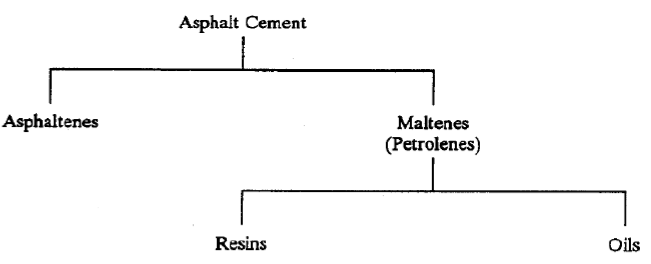 Asphalt Cement
Asphaltenes
Maltenes
(Petrolenes)
Resins
Oils